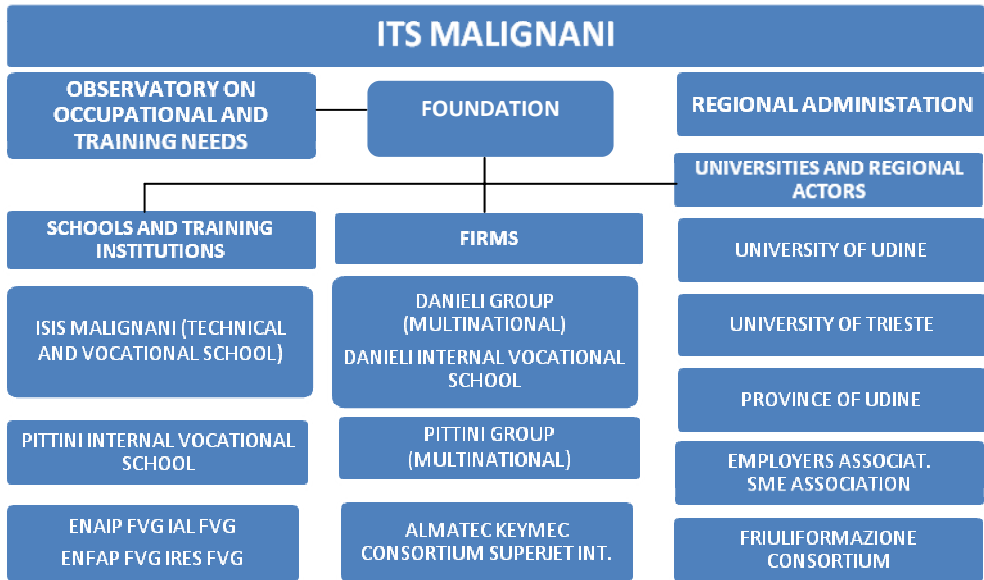 ITS MALIGNANI
OBSERVATORY ON
OCCUPATIONAL AND
TRAINING NEEDS
FOUNDATION
REGIONAL ADMINISTATION
UNIVERSITIES AND REGIONAL
ACTORS
SCHOOLS AND TRAINING
INSTITUTIONS
FIRMS
UNIVERSITY OF UDINE
ISIS MALIGNANI (TECHNICAL
AND VOCATIONAL SCHOOL)
DANIELI GROUP
(MULTINATIONAL)
DANIELI INTERNAL VOCATIONAL
SCHOOL
UNIVERSITY OF TRIESTE
PROVINCE OF UDINE
PITTINI INTERNAL VOCATIONAL
SCHOOL
PITTINI GROUP
(MULTINATIONAL)
EMPLOYERS ASSOCIAT.
SME ASSOCIATION
ENAIP FVG IAL FVG
ENFAP FVG IRES FVG
ALMATEC KEYMEC
CONSORTIUM SUPERJET INT.
FRIULIFORMAZIONE
CONSORTIUM